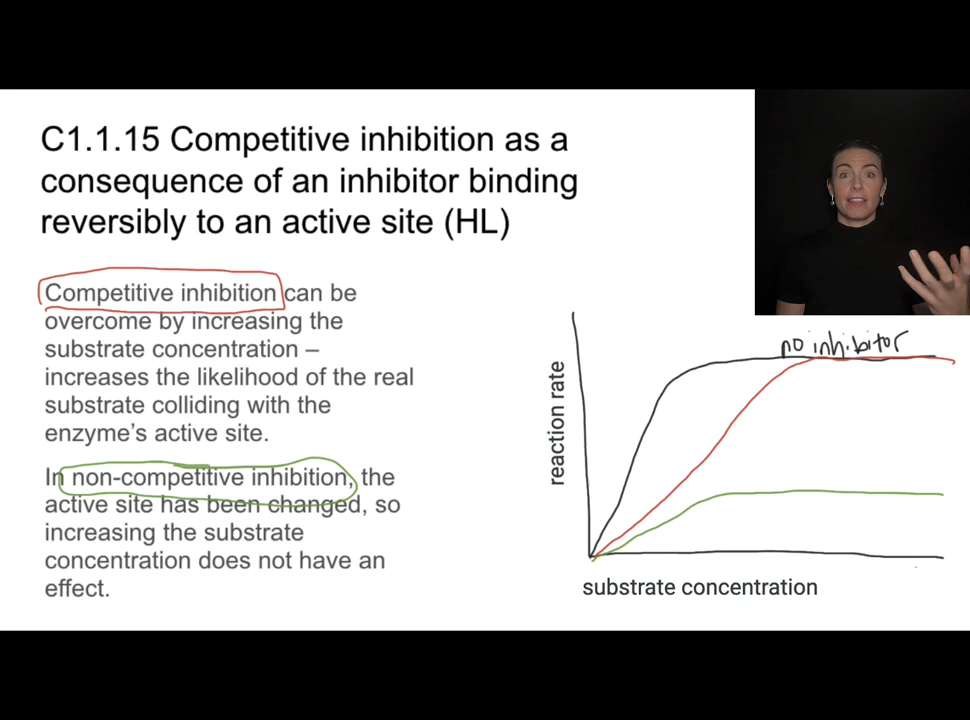 C1.1.15 Competitive inhibition as a
consequence of an inhibitor binding
reversibly to an active site (HL)
Competitive inhibition can be
overcome by increasing the
substrate concentration –
increases the likelihood of the real
substrate colliding with the
enzyme's active site.
In non-competitive inhibition, the
active site has been changed, so
increasing the substrate
concentration does not have an
effect.
no inhibitor
reaction rate
substrate concentration